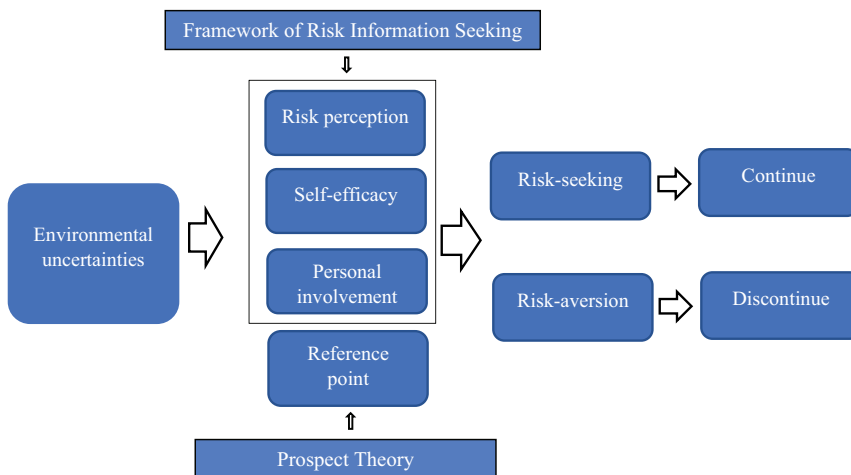 Framework of Risk Information Seeking
Risk perception
Self-efficacy
Personal
involvement
Environmental
uncertainties
Risk-seeking
Continue
Risk-aversion
Discontinue
Reference
point
Prospect Theory